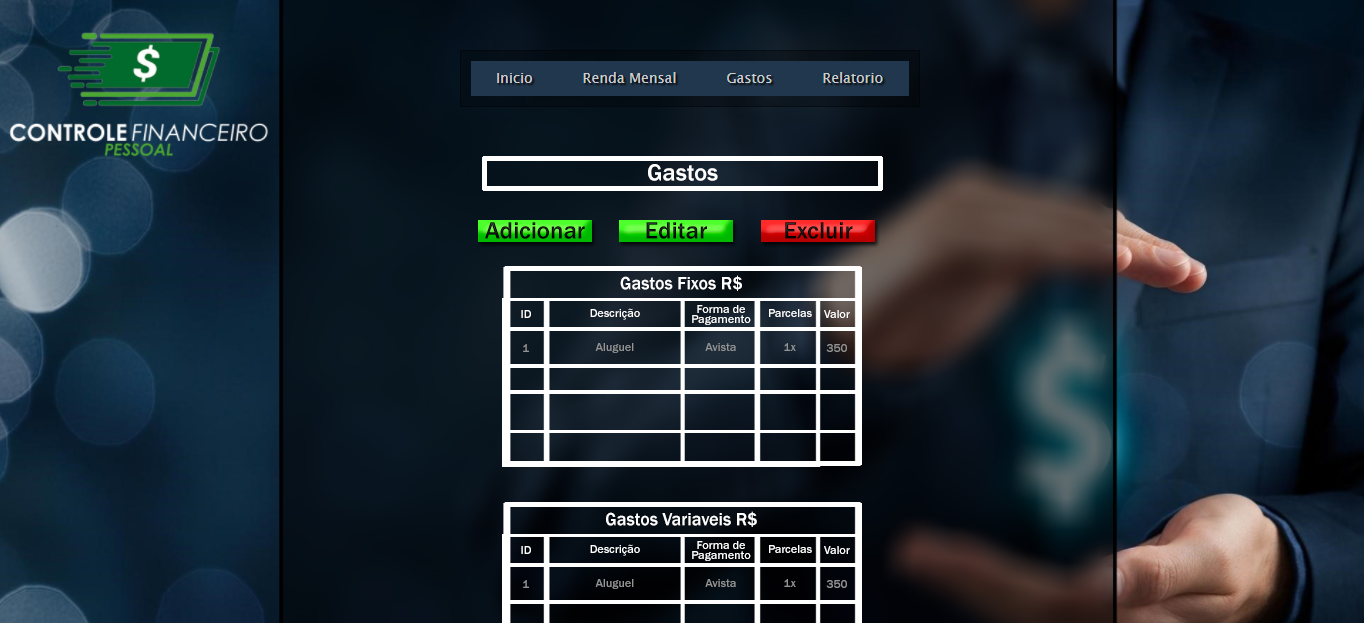 $
CONTROLE FINANCEIRO
PESSOAL
Inicio Renda Mensal Gastos Relatorio
Gastos
Adicionar Editar Excluir
Gastos Fixos R$
ID Descrição Forma de Pagamento Parcelas Valor
1 Aluguel Avista 1x 350
Gastos Variaveis R$
ID Descrição Forma de Pagamento Parcelas Valor
1 Aluguel Avista 1x 350
$